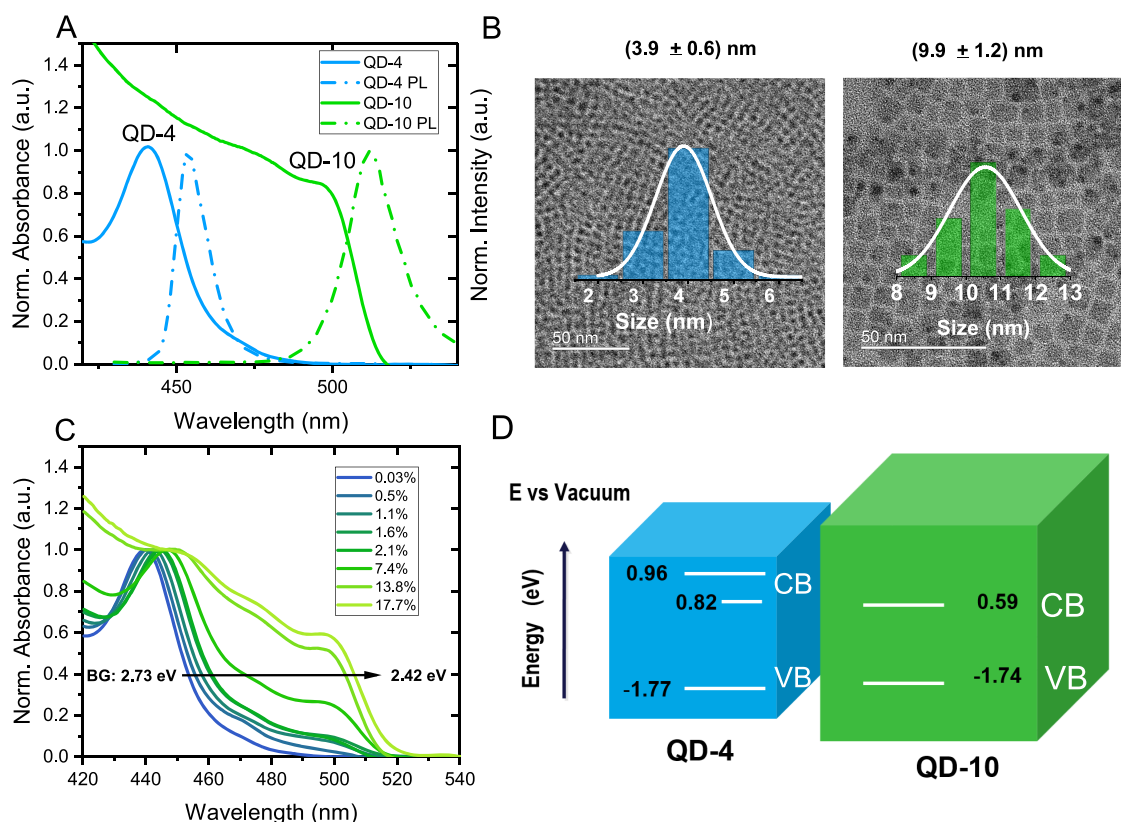 A
Norm. Absorbance (a.u.)
1.4
1.2
1.0
0.8
0.6
0.4
0.2
0.0
QD-4
QD-4 PL
QD-10
QD-10 PL
QD-4
QD-10
450
500
Wavelength (nm)
Norm. Intensity (a.u.)
B
(3.9 ± 0.6) nm
(9.9 ± 1.2) nm
2 3 4 5 6
Size (nm)
50 nm
8 9 10 11 12 13
Size (nm)
50 nm
C
Norm. Absorbance (a.u.)
1.4
1.2
1.0
0.8
0.6
0.4
0.2
0.0
0.03%
0.5%
1.1%
1.6%
2.1%
7.4%
13.8%
17.7%
BG: 2.73 eV
2.42 eV
420 440 460 480 500 520 540
Wavelength (nm)
D
E vs Vacuum
Energy (eV)
0.96
CB
0.82
VB
-1.77
QD-4
0.59
CB
-1.74
VB
QD-10